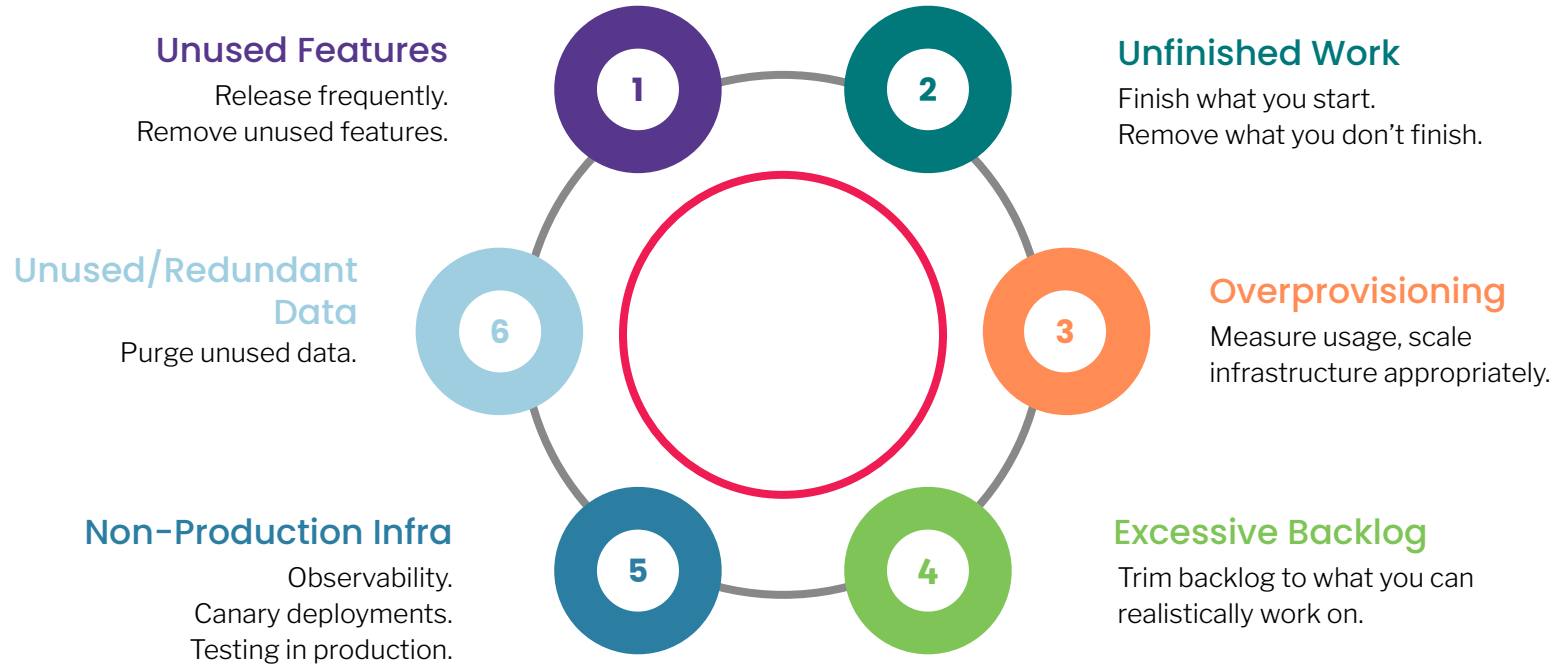 1
Unused Features
Release frequently.
Remove unused features.
2
Unfinished Work
Finish what you start.
Remove what you don’t finish.
3
Overprovisioning
Measure usage, scale
infrastructure appropriately.
4
Excessive Backlog
Trim backlog to what you can
realistically work on.
5
Non-Production Infra
Observability.
Canary deployments.
Testing in production.
6
Unused/Redundant
Data
Purge unused data.